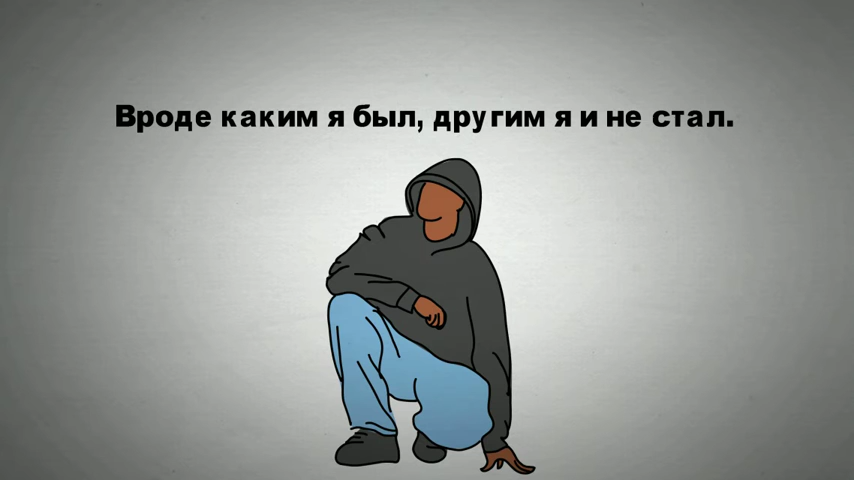 Вроде каким я был, другим я и не стал.